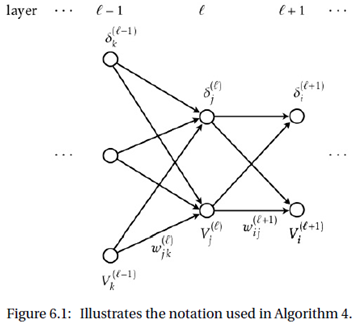 layer ··· ℓ − 1 ℓ ℓ + 1 ···
δ_k^(ℓ−1)
δ_j^(ℓ) δ_i^(ℓ+1)
··· ···
w_jk^(ℓ) V_j^(ℓ) w_ij^(ℓ+1) V_i^(ℓ+1)
V_k^(ℓ−1)
Figure 6.1: Illustrates the notation used in Algorithm 4.